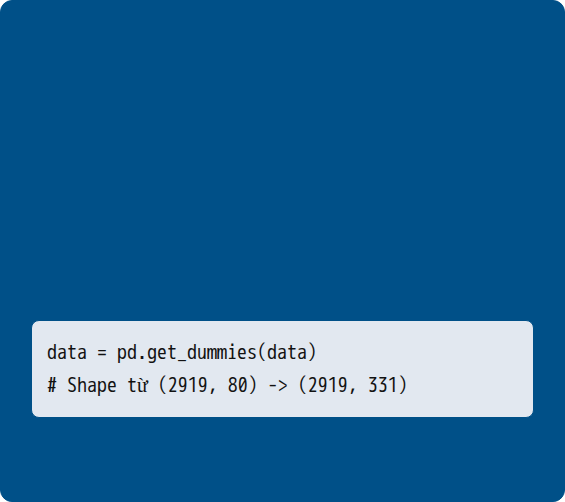 data = pd.get_dummies(data)
# Shape từ (2919, 80) -> (2919, 331)